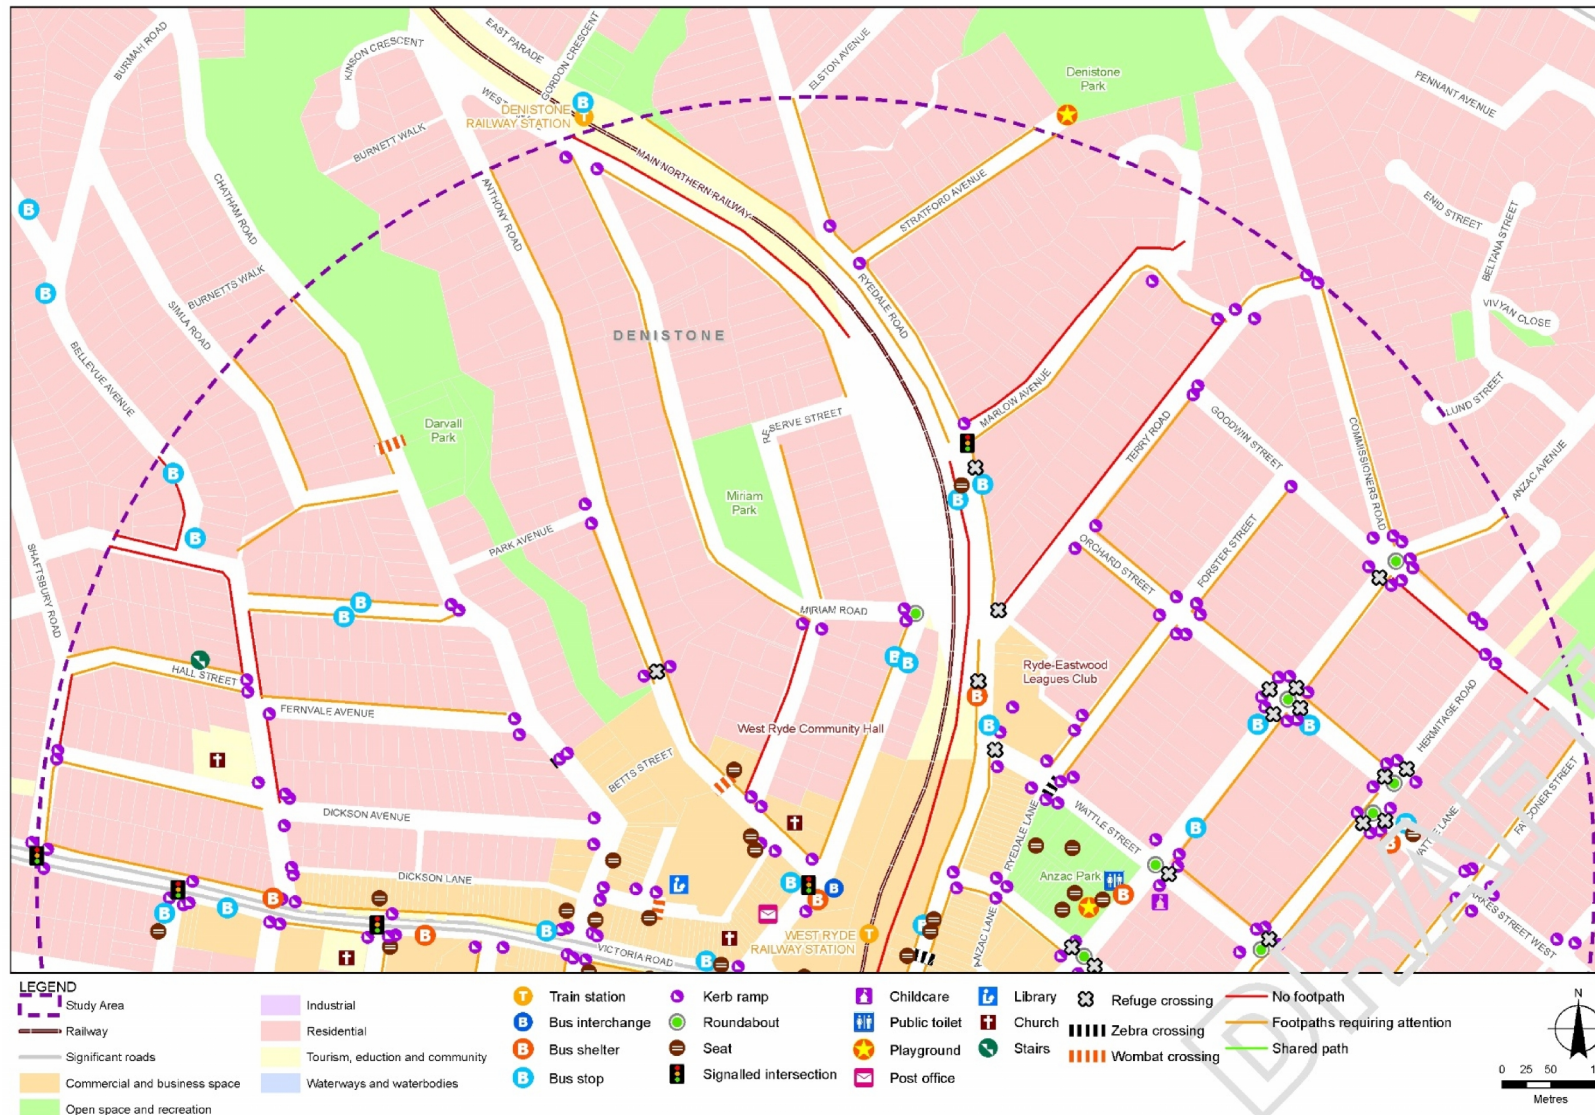 BURMAH ROAD
KINSON CRESCENT
EAST PARADE
GORDON CRESCENT
ELSTON AVENUE
Denistone
Park
PENNANT AVENUE
WEST
DENISTONE
RAILWAY STATION
B
T
BURNETT WALK
MAIN NORTHERN RAILWAY
CHATHAM ROAD
ANTHONY ROAD
STRATFORD AVENUE
ENID STREET
BELTANA STREET
B
BURNETTS WALK
RYEDALE ROAD
B
SIMLA ROAD
DENISTONE
VIVYAN CLOSE
BELLEVUE AVENUE
MARLOW AVENUE
LUND STREET
Darvall
Park
RESERVE STREET
TERRY ROAD
GOODWIN STREET
COMMISSIONERS ROAD
ANZAC AVENUE
B
Miriam
Park
B
B
PARK AVENUE
B
ORCHARD STREET
FORSTER STREET
SHAFTSBURY ROAD
B
B
MIRIAM ROAD
HALL STREET
B
B
Ryde-Eastwood
Leagues Club
B
FERNVALE AVENUE
West Ryde Community Hall
B
B
B
HERMITAGE ROAD
BETTS STREET
RYEDALE LANE
WATTLE STREET
FALCONER STREET
DICKSON AVENUE
B
B
DICKSON LANE
Anzac Park
B
B
B
B
B
B
B
B
ANZAC LANE
WEST RYDE
RAILWAY STATION
T
B
B
VICTORIA ROAD
B
DRAFT
LEGEND
Study Area
Railway
Significant roads
Commercial and business space
Open space and recreation
Industrial
Residential
Tourism, eduction and community
Waterways and waterbodies
T Train station
B Bus interchange
B Bus shelter
B Bus stop
Kerb ramp
Roundabout
Seat
Signalled intersection
Childcare
Public toilet
Playground
Post office
Library
Church
Stairs
Refuge crossing
Zebra crossing
Wombat crossing
No footpath
Footpaths requiring attention
Shared path
N
0 25 50
Metres